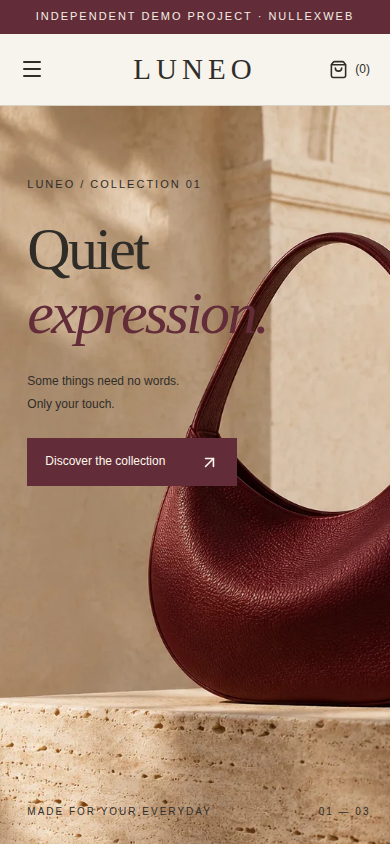 INDEPENDENT DEMO PROJECT · NULLEXWEB
LUNEO
(0)
LUNEO / COLLECTION 01
Quiet
expression.
Some things need no words.
Only your touch.
Discover the collection
MADE FOR YOUR EVERYDAY
01 — 03